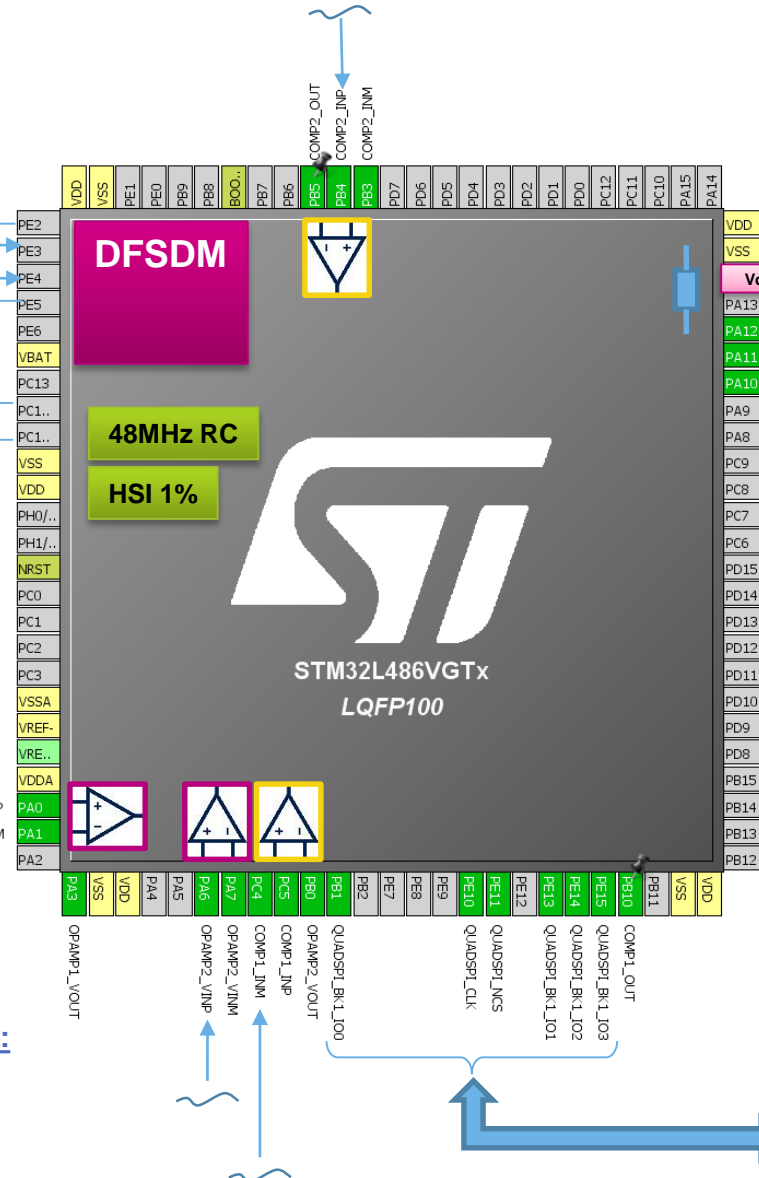 COMP2_OUT
COMP2_INP
COMP2_INM
VDD
VSS
PE1
PE0
PB9
PB8
BOO..
PB7
PB6
PB5
PB4
PB3
PD7
PD6
PD5
PD4
PD3
PD2
PD1
PD0
PC12
PC11
PC10
PA15
PA14
PE2
PE3
PE4
PE5
PE6
VBAT
PC13
PC1..
PC1..
VSS
VDD
PH0/..
PH1/..
NRST
PC0
PC1
PC2
PC3
VSSA
VREF-
VRE..
VDDA
PA0
M PA1
PA2
DFSDM
48MHz RC
HSI 1%
ST
STM32L486VGTx
LQFP100
VDD
VSS
PA13
PA12
PA11
PA10
PA9
PA8
PC9
PC8
PC7
PC6
PD15
PD14
PD13
PD12
PD11
PD10
PD9
PD8
PB15
PB14
PB13
PB12
PA3
VSS
VDD
PA4
PA5
PA6
PA7
PC4
PC5
PB0
PB1
PB2
PE7
PE8
PE9
PE10
PE11
PE12
PE13
PE14
PE15
PB10
PB11
VSS
VDD
OPAMP1_VOUT
OPAMP2_VINP
OPAMP2_VINM
COMP1_INM
COMP1_INP
OPAMP2_VOUT
QUADSPI_BK1_IO0
QUADSPI_CLK
QUADSPI_NCS
QUADSPI_BK1_IO1
QUADSPI_BK1_IO2
QUADSPI_BK1_IO3
COMP1_OUT
: